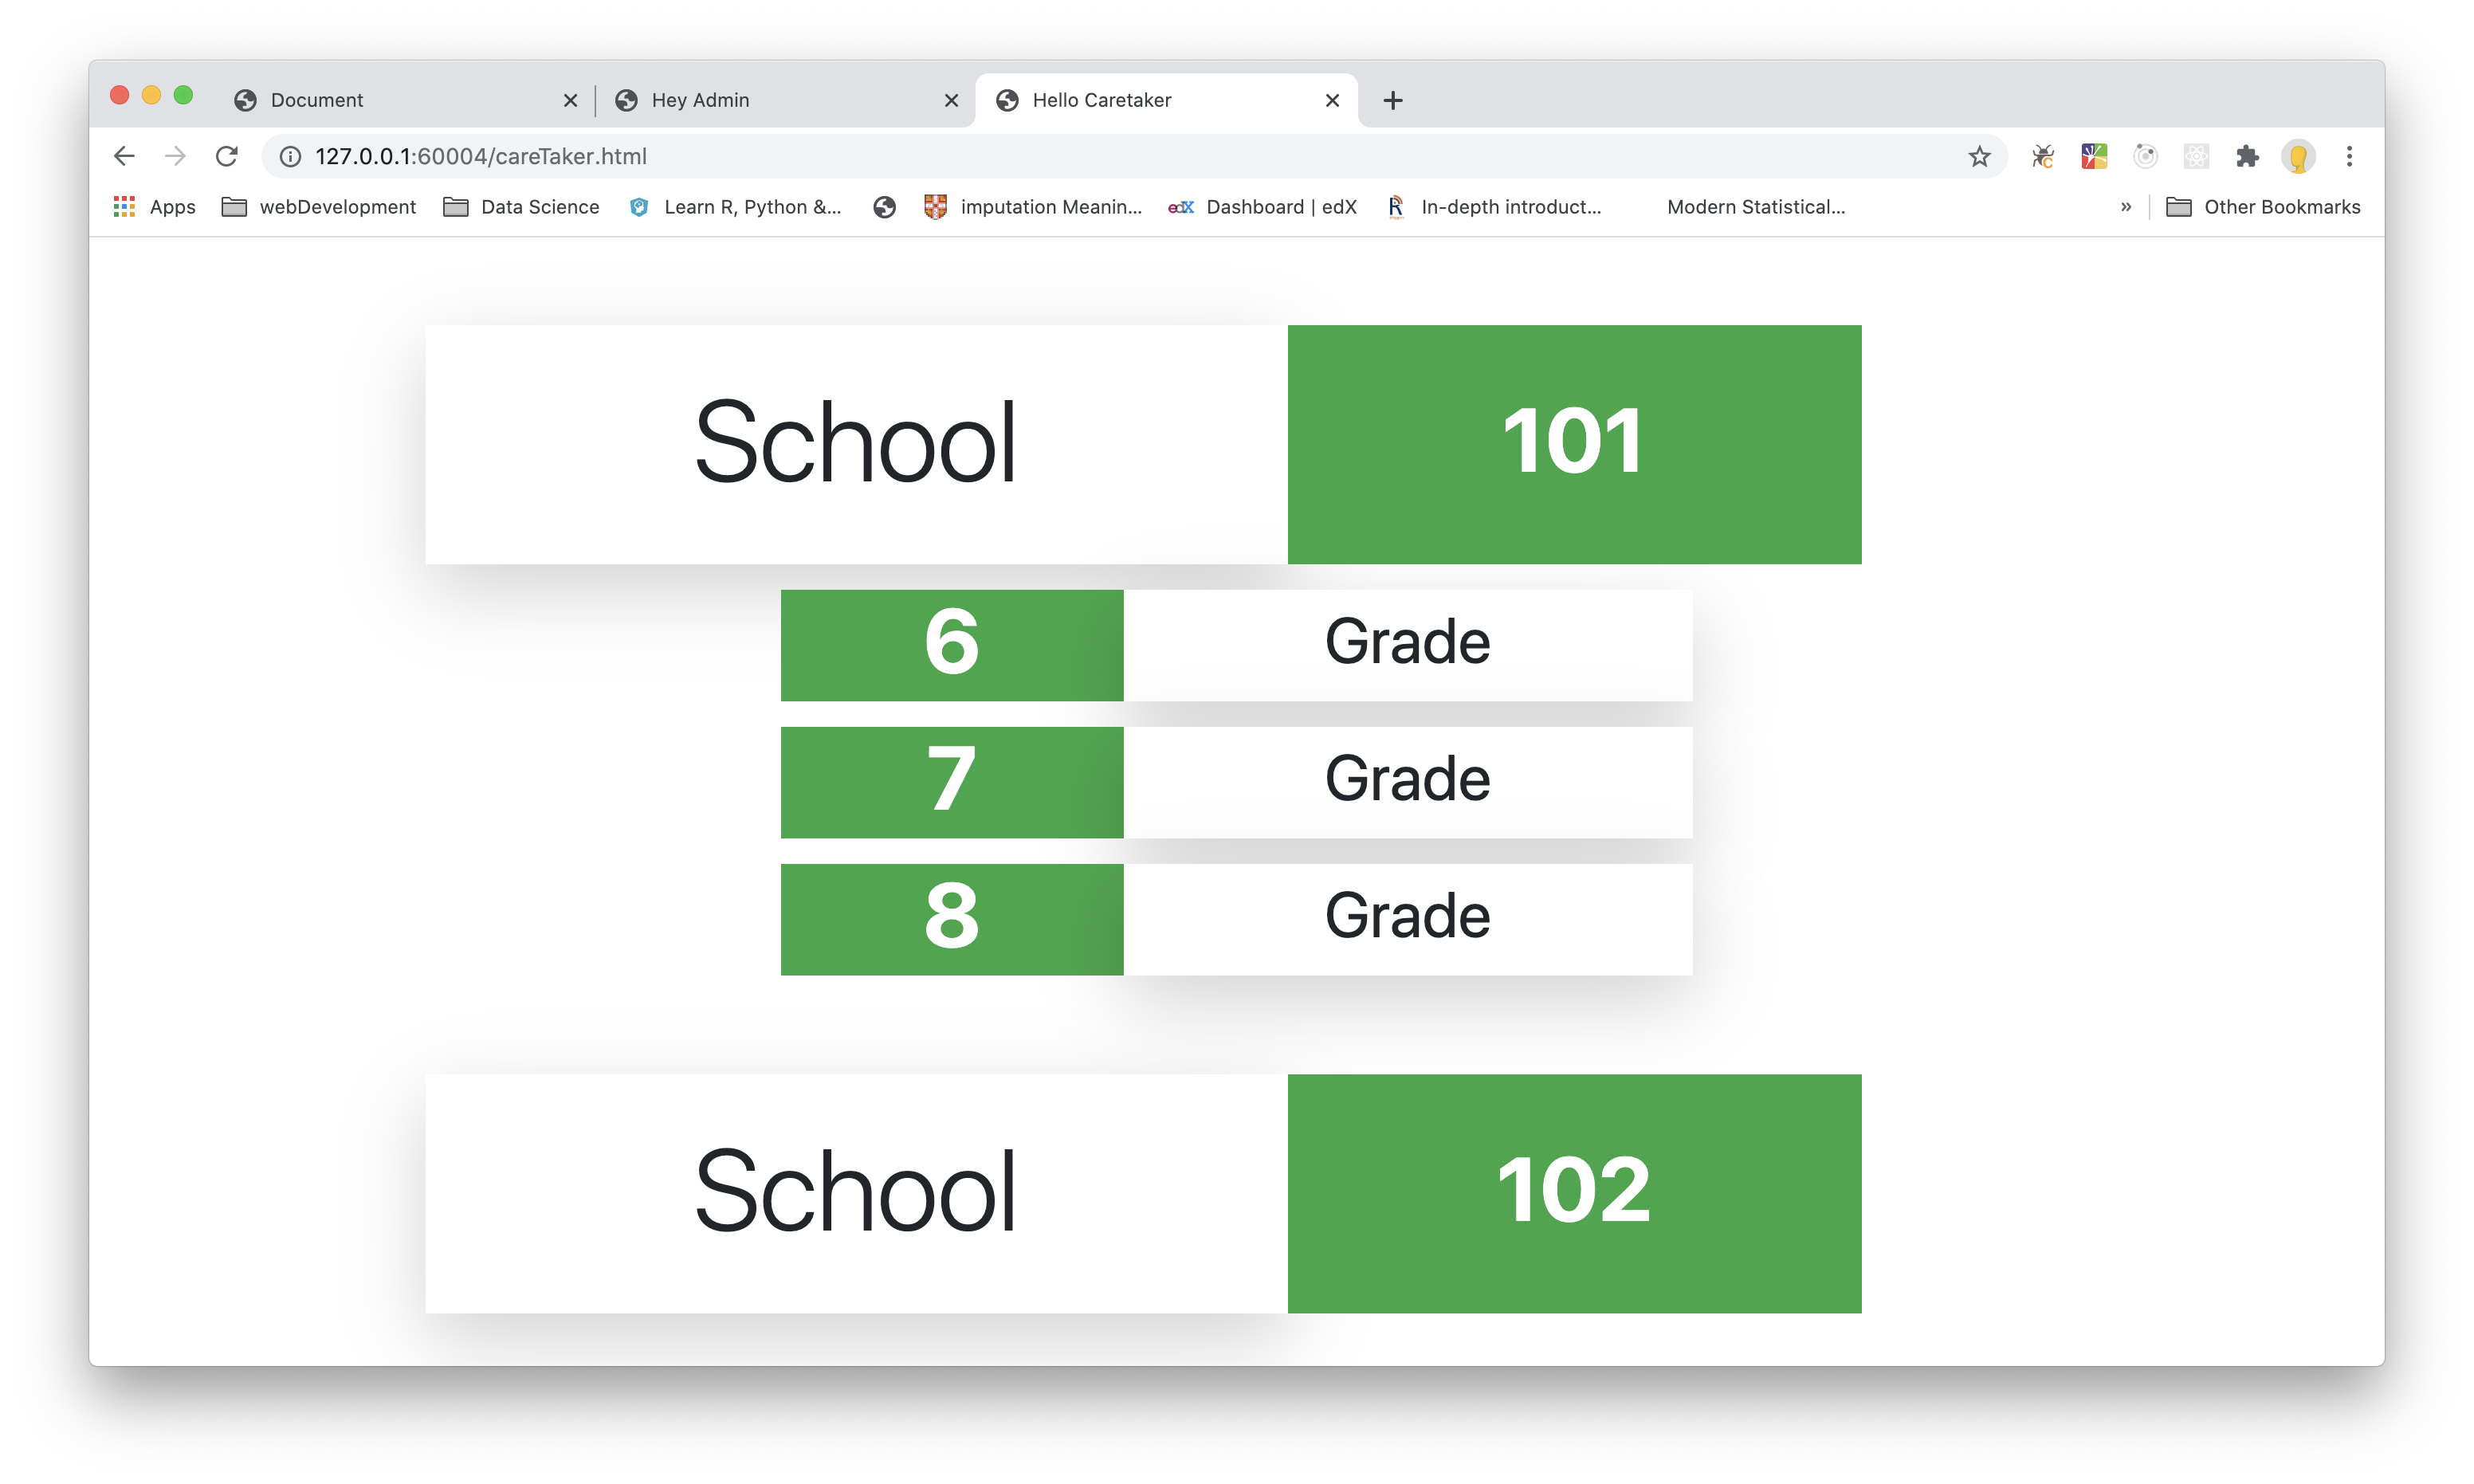 Document
Hey Admin
Hello Caretaker
127.0.0.1:60004/careTaker.html
Apps
webDevelopment
Data Science
Learn R, Python &...
imputation Meanin...
edX
Dashboard | edX
R
In-depth introduct...
Modern Statistical...
»
Other Bookmarks
School
101
6
Grade
7
Grade
8
Grade
School
102